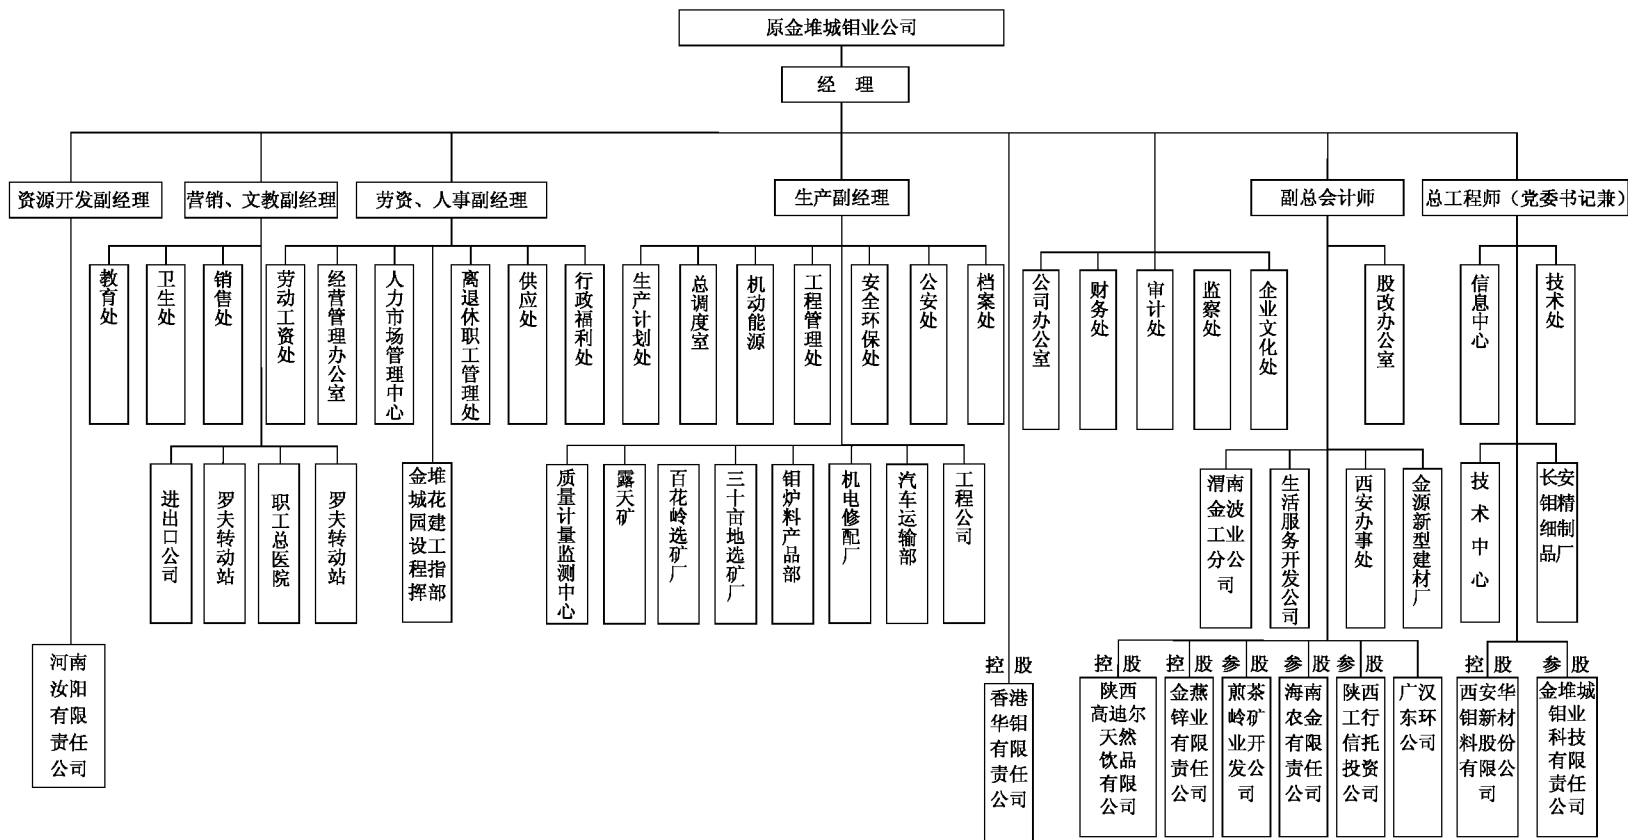 原金堆城钼业公司
经 理
资源开发副经理
营销、文教副经理
劳资、人事副经理
生产副经理
副总会计师
总工程师（党委书记兼）
教育处
卫生处
销售处
劳动工资处
经营管理办公室
人力市场管理中心
离退休职工管理处
供应处
行政福利处
生产计划处
总调度室
机动能源
工程管理处
安全环保处
公安处
档案处
公司办公室
财务处
审计处
监察处
企业文化处
股改办公室
信息中心
技术处
进出口公司
罗夫转动站
职工总医院
罗夫转动站
金堆
城花
园建
设工
程指
挥部
质量计量监测中心
露天矿
百花岭选矿厂
三十亩地选矿厂
钼炉料产品部
机电修配厂
汽车运输部
工程公司
渭南
金波
工业
分公
司
生活服务开发公司
西安办事处
金源新型建材厂
技术中心
长安
钼精
细制
品厂
河南
汝阳
有限
责任
公司
控股
香港
华钼
有限
责任
公司
控股
陕西
高迪尔
天然
饮品
有限
公司
控股
金燕
锌业
有限
责任
公司
参股
煎茶
岭矿
业开
发公
司
参股
海南
农金
有限
责任
公司
参股
陕西
工行
信托
投资
公司
广汉
东环
公司
控股
西安华
钼新材
料股份
有限公
司
参股
金堆城
钼业
科技
有限
责任
公司